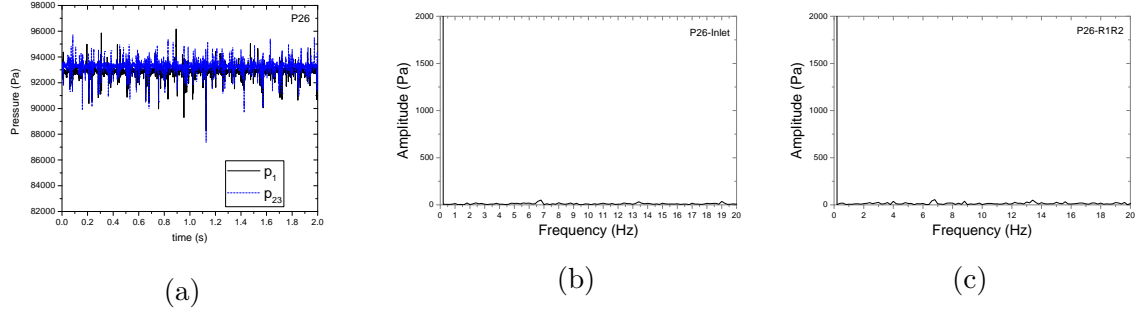 98000
96000
94000
92000
90000
88000
86000
84000
82000
Pressure (Pa)
P26
p1
p23
0.0 0.2 0.4 0.6 0.8 1.0 1.2 1.4 1.6 1.8 2.0
time (s)
(a)
2000
1500
1000
500
0
Amplitude (Pa)
P26-Inlet
0 1 2 3 4 5 6 7 8 9 10 11 12 13 14 15 16 17 18 19 20
Frequency (Hz)
(b)
2000
1500
1000
500
0
Amplitude (Pa)
P26-R1R2
0 2 4 6 8 10 12 14 16 18 20
Frequency (Hz)
(c)